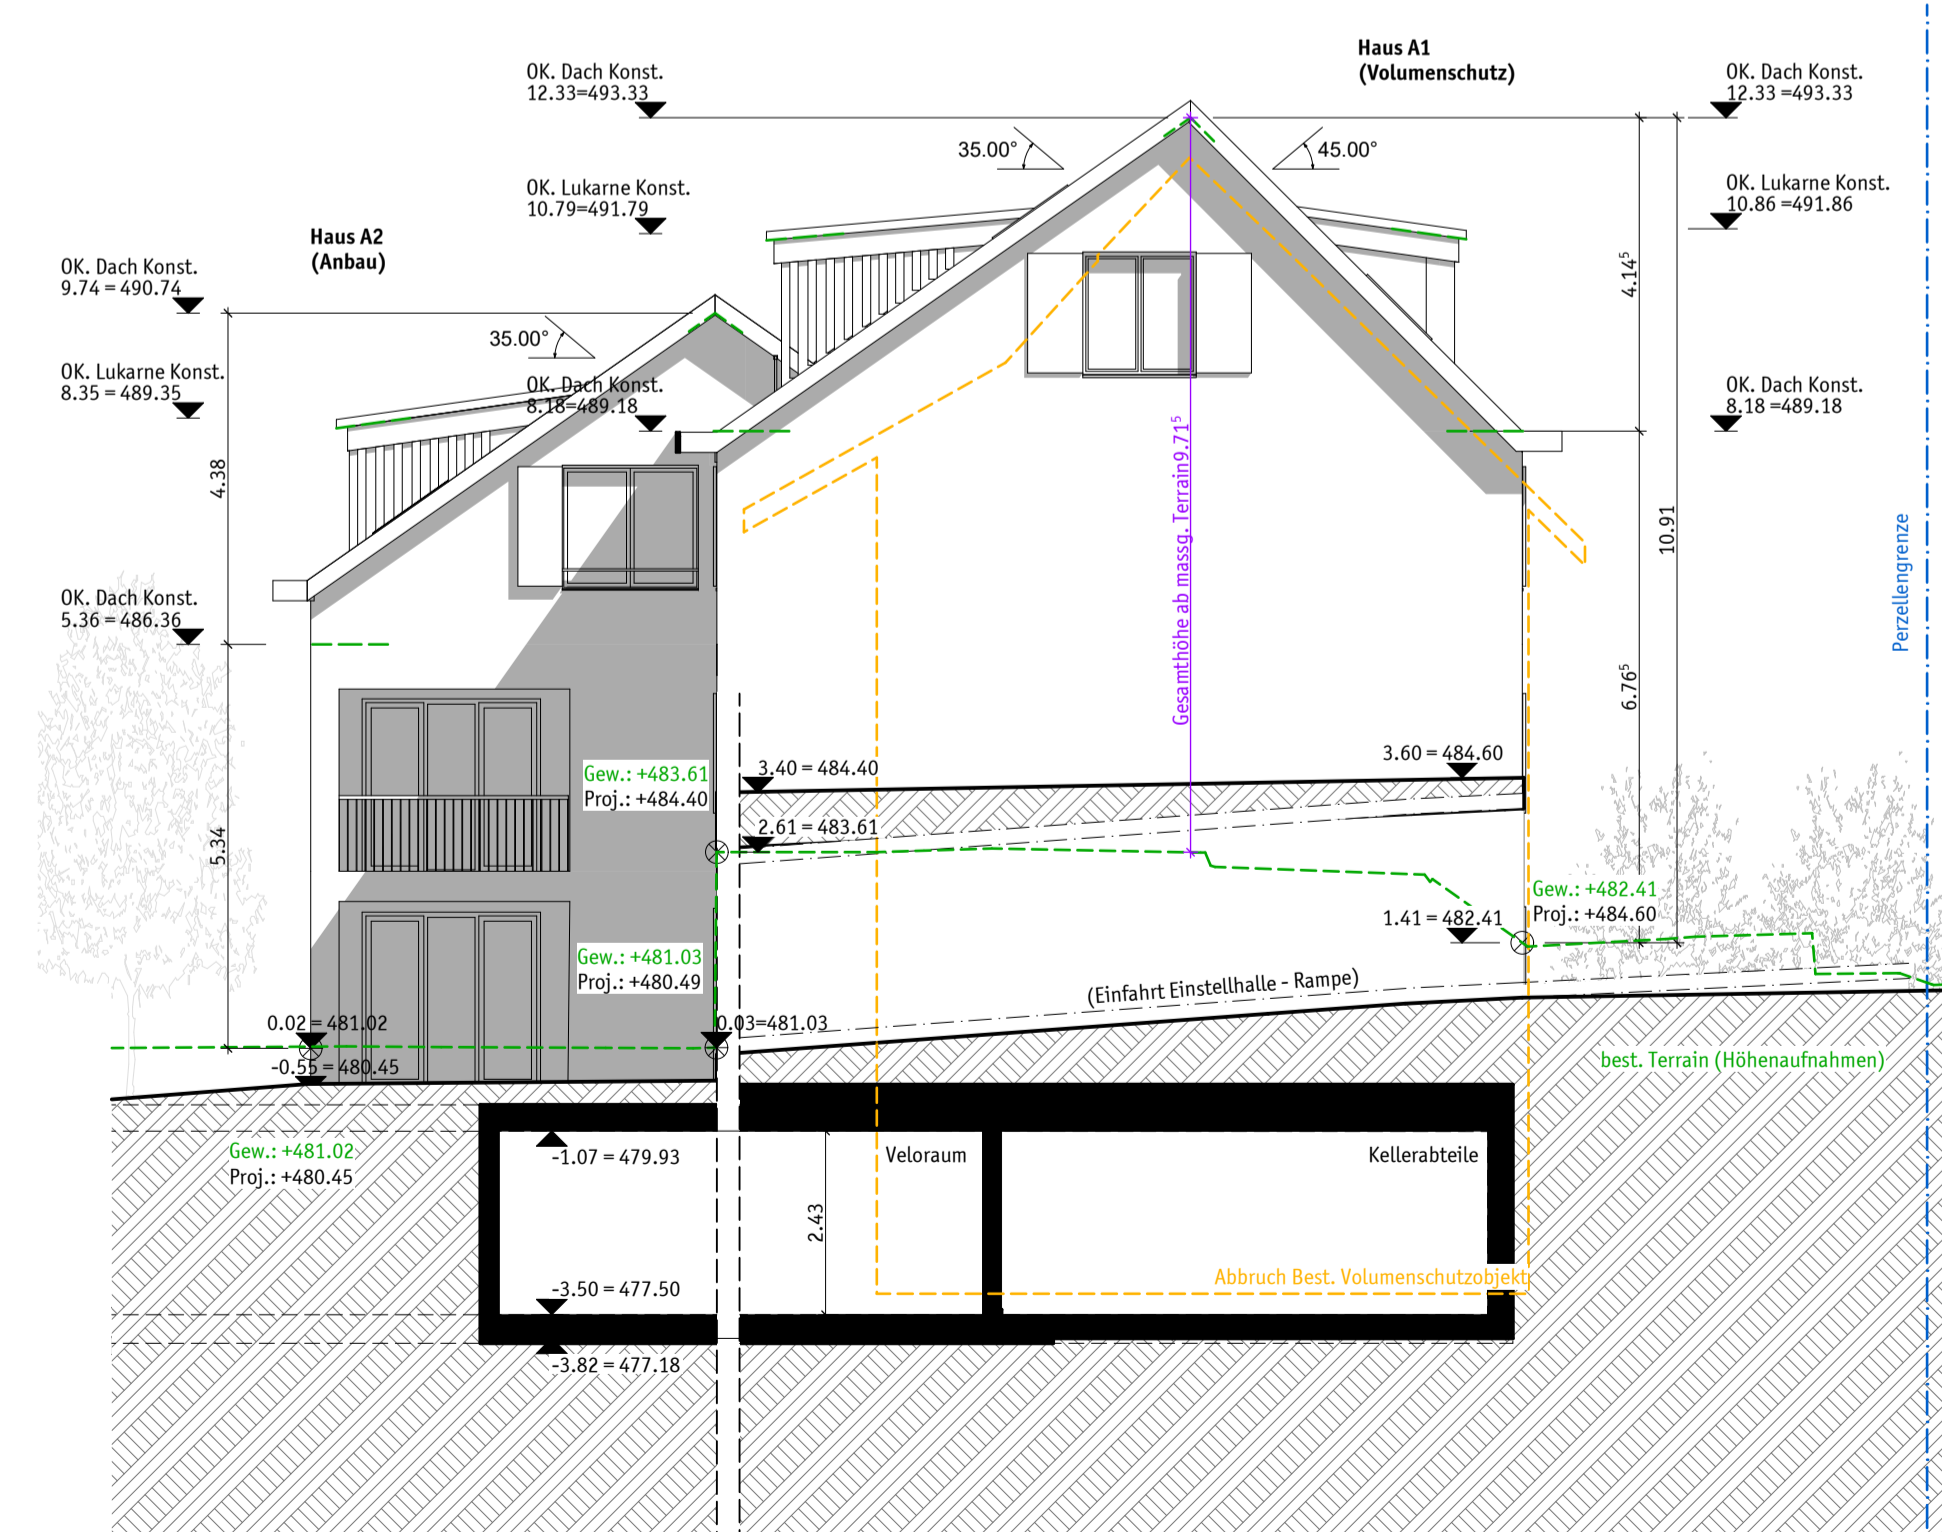 Haus A1
(Volumenschutz)
OK. Dach Konst.
12.33=493.33
OK. Dach Konst.
12.33 =493.33
35.00°
45.00°
OK. Lukarne Konst.
10.79=491.79
OK. Lukarne Konst.
10.86 =491.86
Haus A2
(Anbau)
OK. Dach Konst.
9.74 = 490.74
35.00°
4.14⁵
OK. Lukarne Konst.
8.35 = 489.35
OK. Dach Konst.
8.18=489.18
OK. Dach Konst.
8.18 =489.18
4.38
Gesamthöhe ab massg. Terrain9.71⁵
10.91
Perzellengrenze
OK. Dach Konst.
5.36 = 486.36
6.76⁵
Gew.: +483.61
Proj.: +484.40
3.40 = 484.40
3.60 = 484.60
2.61 = 483.61
5.34
Gew.: +482.41
Proj.: +484.60
1.41 = 482.41
Gew.: +481.03
Proj.: +480.49
(Einfahrt Einstellhalle - Rampe)
0.02 = 481.02
0.03=481.03
-0.55 = 480.45
best. Terrain (Höhenaufnahmen)
Gew.: +481.02
Proj.: +480.45
-1.07 = 479.93
Veloraum
Kellerabteile
2.43
Abbruch Best. Volumenschutzobjekt
-3.50 = 477.50
-3.82 = 477.18